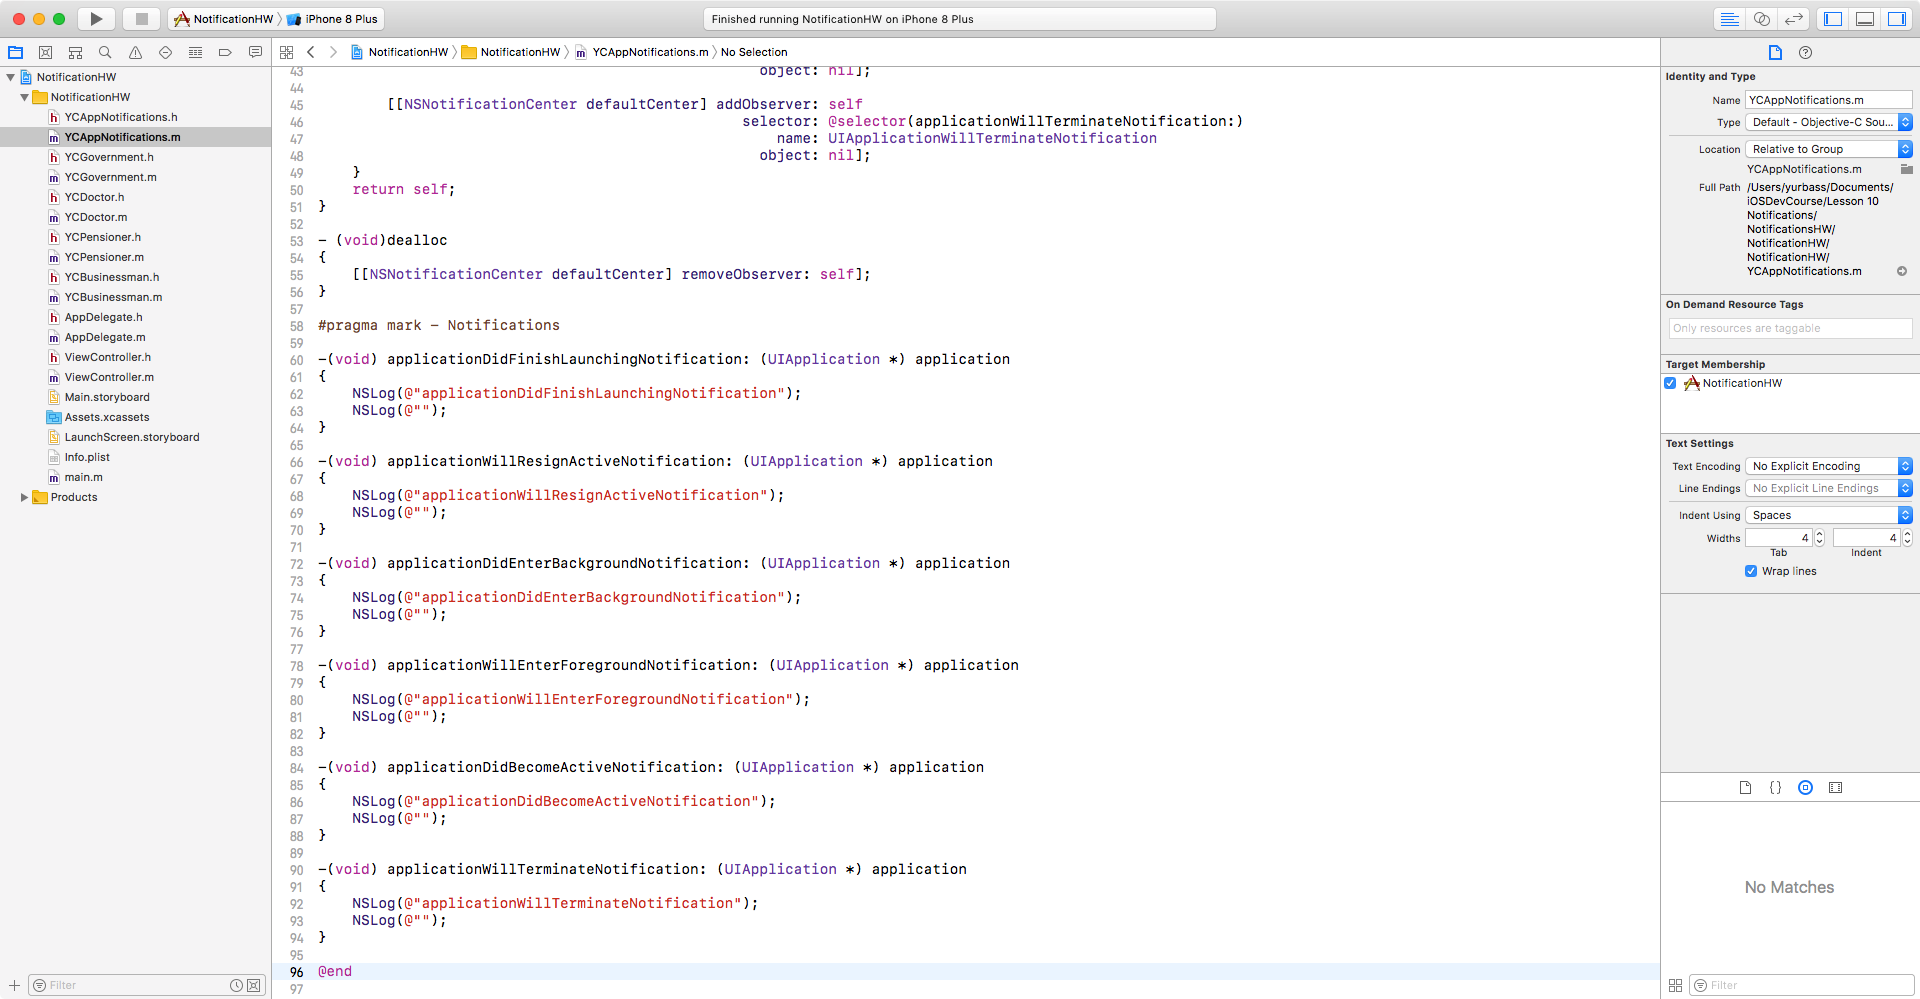 NotificationHW iPhone 8 Plus
Finished running NotificationHW on iPhone 8 Plus
NotificationHW NotificationHW YCAppNotifications.m No Selection
NotificationHW
NotificationHW
YCAppNotifications.h
YCAppNotifications.m
YCGovernment.h
YCGovernment.m
YCDoctor.h
YCDoctor.m
YCPensioner.h
YCPensioner.m
YCBusinessman.h
YCBusinessman.m
AppDelegate.h
AppDelegate.m
ViewController.h
ViewController.m
Main.storyboard
Assets.xcassets
LaunchScreen.storyboard
Info.plist
main.m
Products
Filter
43 object: nil];
44
45 [[NSNotificationCenter defaultCenter] addObserver: self
46 selector: @selector(applicationWillTerminateNotification:)
47 name: UIApplicationWillTerminateNotification
48 object: nil];
49 }
50 return self;
51 }
52
53 - (void)dealloc
54 {
55 [[NSNotificationCenter defaultCenter] removeObserver: self];
56 }
57
58 #pragma mark - Notifications
59
60 -(void) applicationDidFinishLaunchingNotification: (UIApplication *) application
61 {
62 NSLog(@"applicationDidFinishLaunchingNotification");
63 NSLog(@"");
64 }
65
66 -(void) applicationWillResignActiveNotification: (UIApplication *) application
67 {
68 NSLog(@"applicationWillResignActiveNotification");
69 NSLog(@"");
70 }
71
72 -(void) applicationDidEnterBackgroundNotification: (UIApplication *) application
73 {
74 NSLog(@"applicationDidEnterBackgroundNotification");
75 NSLog(@"");
76 }
77
78 -(void) applicationWillEnterForegroundNotification: (UIApplication *) application
79 {
80 NSLog(@"applicationWillEnterForegroundNotification");
81 NSLog(@"");
82 }
83
84 -(void) applicationDidBecomeActiveNotification: (UIApplication *) application
85 {
86 NSLog(@"applicationDidBecomeActiveNotification");
87 NSLog(@"");
88 }
89
90 -(void) applicationWillTerminateNotification: (UIApplication *) application
91 {
92 NSLog(@"applicationWillTerminateNotification");
93 NSLog(@"");
94 }
95
96 @end
97
Identity and Type
Name YCAppNotifications.m
Type Default - Objective-C Sou...
Location Relative to Group
YCAppNotifications.m
Full Path /Users/yurbass/Documents/
iOSDevCourse/Lesson 10
Notifications/
NotificationsHW/
NotificationHW/
NotificationHW/
YCAppNotifications.m
On Demand Resource Tags
Only resources are taggable
Target Membership
NotificationHW
Text Settings
Text Encoding No Explicit Encoding
Line Endings No Explicit Line Endings
Indent Using Spaces
Widths 4 4
Tab Indent
Wrap lines
No Matches
Filter